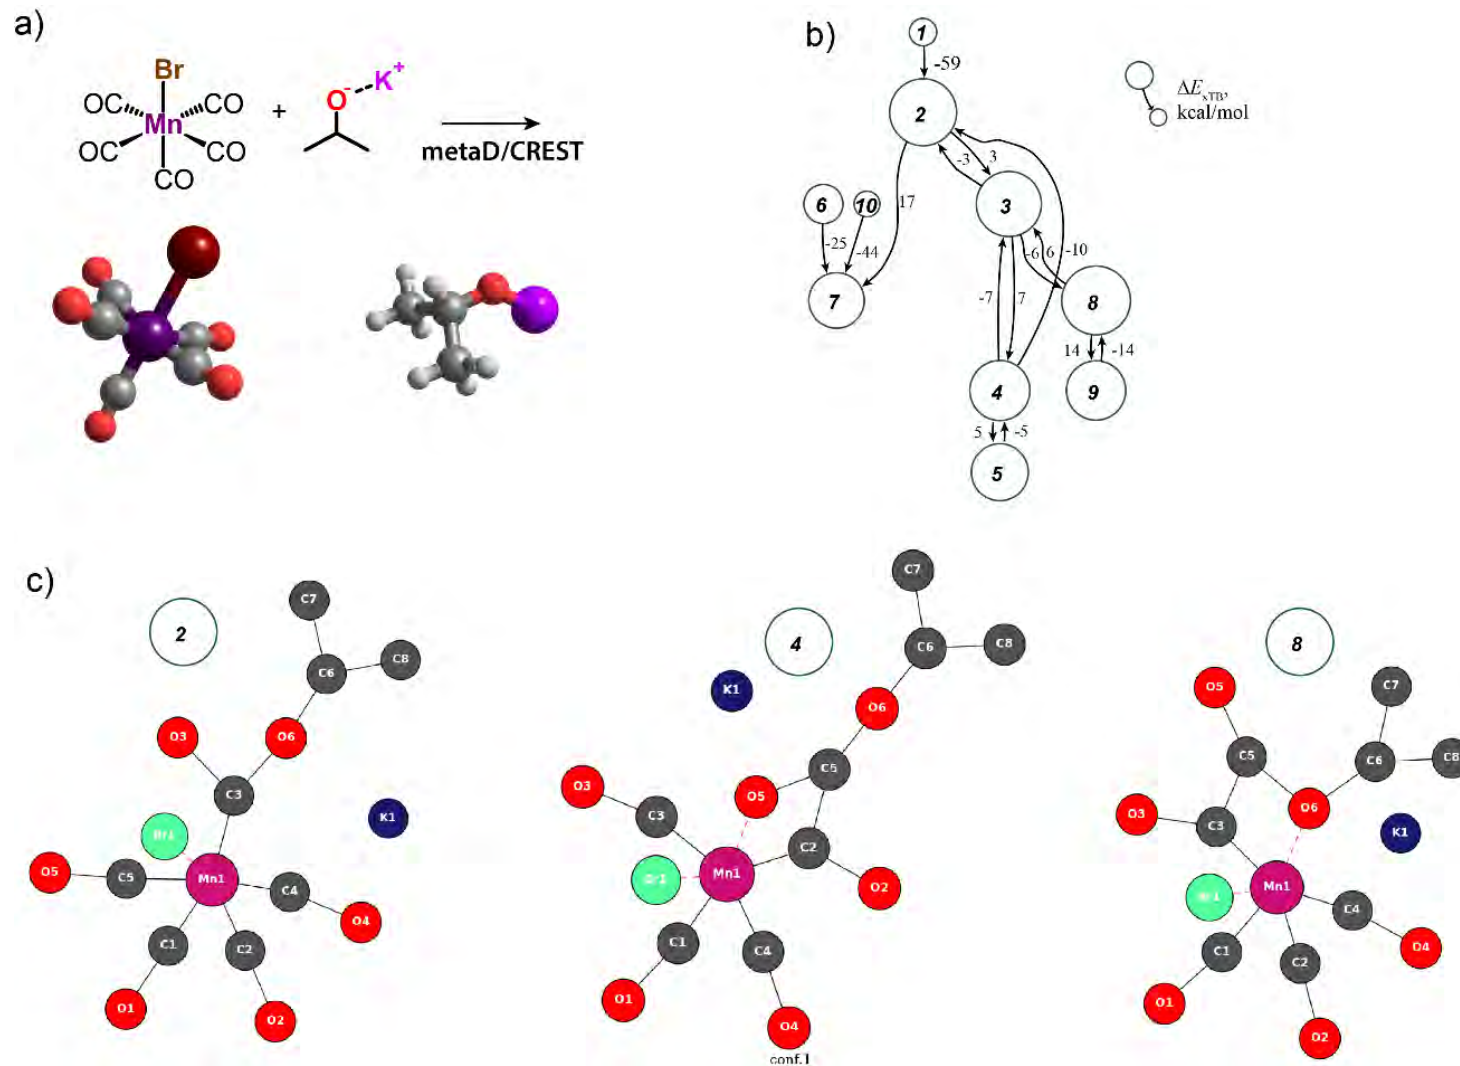 a)
Br
K+
OC CO
O-
Mn
+
OC CO
CO
metaD/CREST
b)
1
-59
2
ΔE_xTB,
kcal/mol
-3 3
6 10
17
3
-25 -44
-6 6 -10
7
-7 7
8
14 -14
4
9
5 -5
5
c)
2
C7
C8
C6
O3
O6
C3
K1
Br1
O5
C5
Mn1
C4
O4
C1
C2
O1
O2
4
C7
C6
C8
K1
O6
C5
O3
O5
C3
C2
Br1
Mn1
O2
C1
C4
O1
O4
conf.1
8
O5
C7
C5
C6
C8
O3
O6
C3
K1
Br1
Mn1
C4
O4
C1
C2
O1
O2